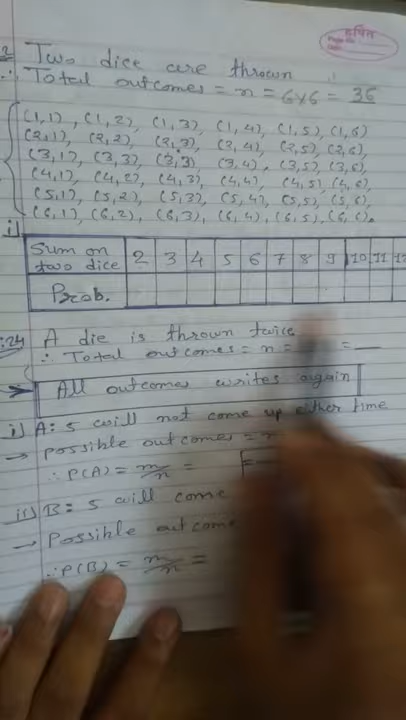 हर्षित
2 Two dice are thrown
∴ Total outcomes = n = 6x6 = 36
(1,1), (1,2), (1,3), (1,4), (1,5), (1,6)
(2,1), (2,2), (2,3), (2,4), (2,5), (2,6),
(3,1), (3,3), (3,3), (3,4), (3,5), (3,6),
(4,1), (4,2), (4,3), (4,4), (4,5), (4,6),
(5,1), (5,2), (5,3), (5,4), (5,5), (5,6)
(6,1), (6,2), (6,3), (6,4), (6,5), (6,6).
i)
Sum on two dice 2 3 4 5 6 7 8 9 10 11 12
Prob.
:24 A die is thrown twice
∴ Total outcomes = n = =
All outcomes writes again
i) A: 5 will not come up either time
→ possible outcomes =
∴ P(A) = m/n =
ii) B: 5 will come
→ Possible outcome
∴ P(B) = m/n =